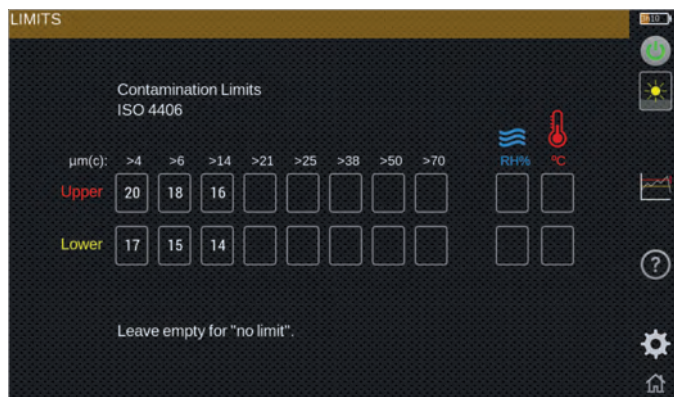 LIMITS
Contamination Limits
ISO 4406
µm(c): >4 >6 >14 >21 >25 >38 >50 >70 RH% ºC
Upper 20 18 16
Lower 17 15 14
?
Leave empty for "no limit".